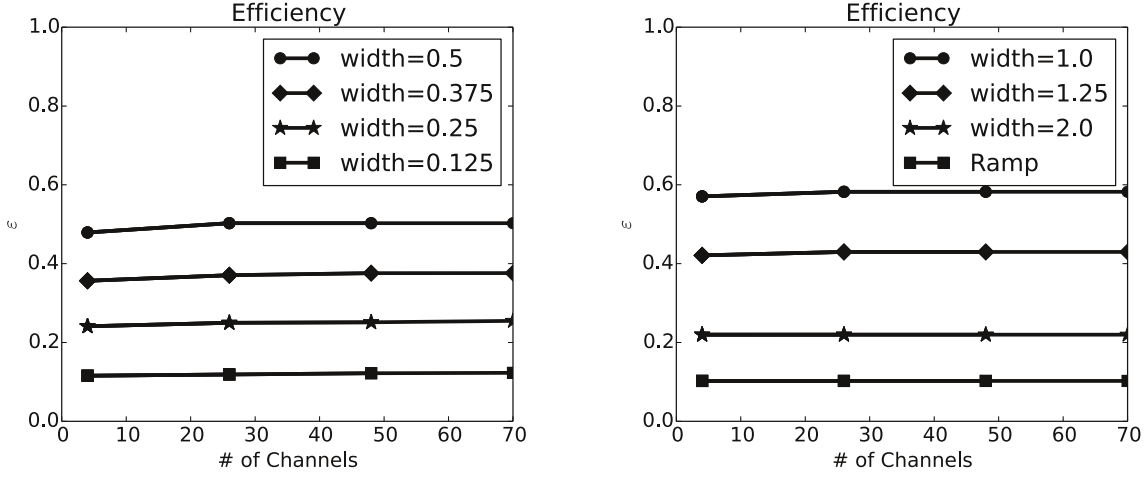 Efficiency
1.0
0.8
0.6
0.4
0.2
0.0
ε
width=0.5
width=0.375
width=0.25
width=0.125
0 10 20 30 40 50 60 70
# of Channels
Efficiency
1.0
0.8
0.6
0.4
0.2
0.0
ε
width=1.0
width=1.25
width=2.0
Ramp
0 10 20 30 40 50 60 70
# of Channels